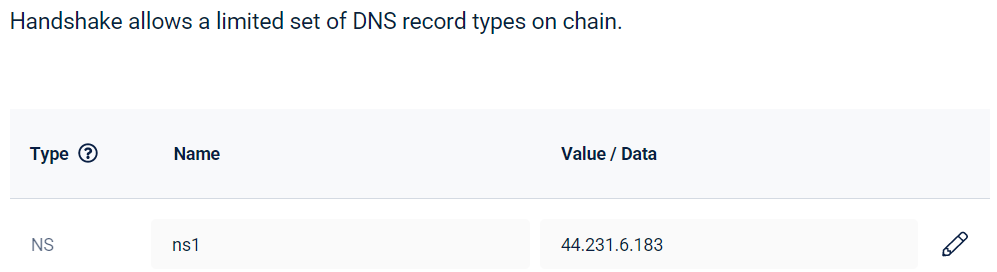 Handshake allows a limited set of DNS record types on chain.
Type ? Name Value / Data
NS ns1 44.231.6.183